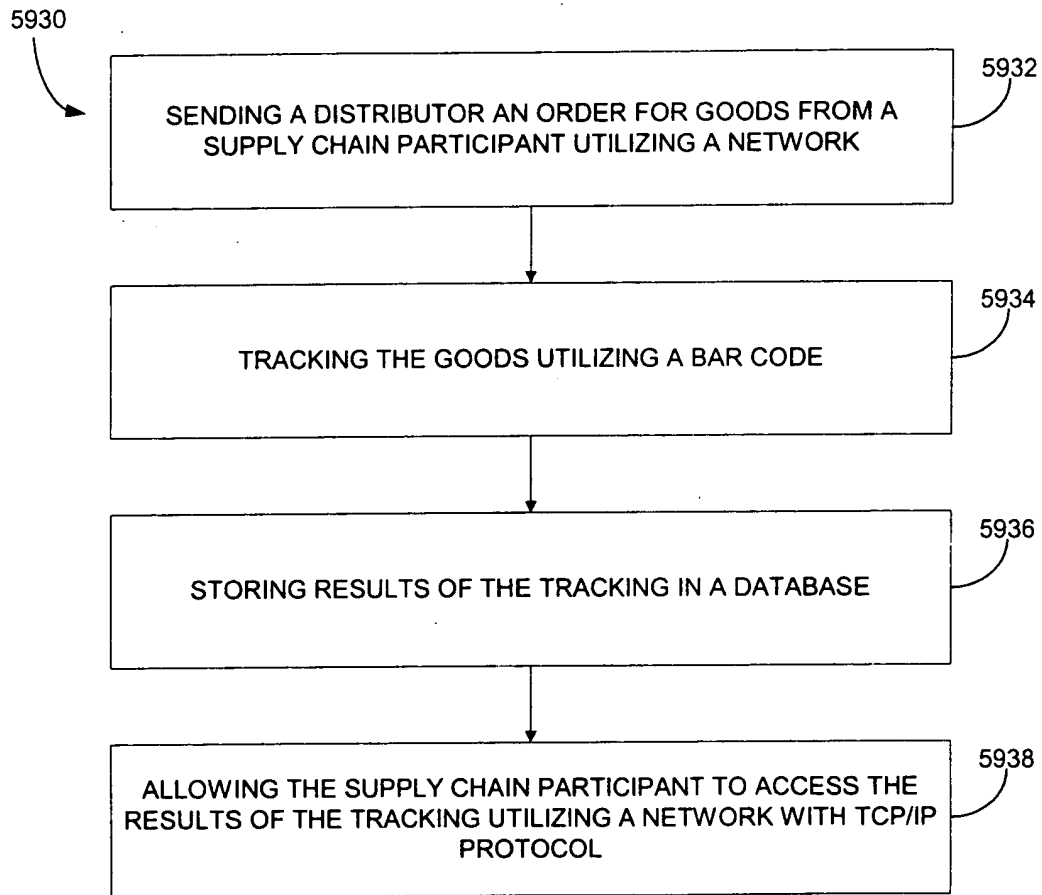 5930
5932
SENDING A DISTRIBUTOR AN ORDER FOR GOODS FROM A
SUPPLY CHAIN PARTICIPANT UTILIZING A NETWORK
5934
TRACKING THE GOODS UTILIZING A BAR CODE
5936
STORING RESULTS OF THE TRACKING IN A DATABASE
5938
ALLOWING THE SUPPLY CHAIN PARTICIPANT TO ACCESS THE
RESULTS OF THE TRACKING UTILIZING A NETWORK WITH TCP/IP
PROTOCOL